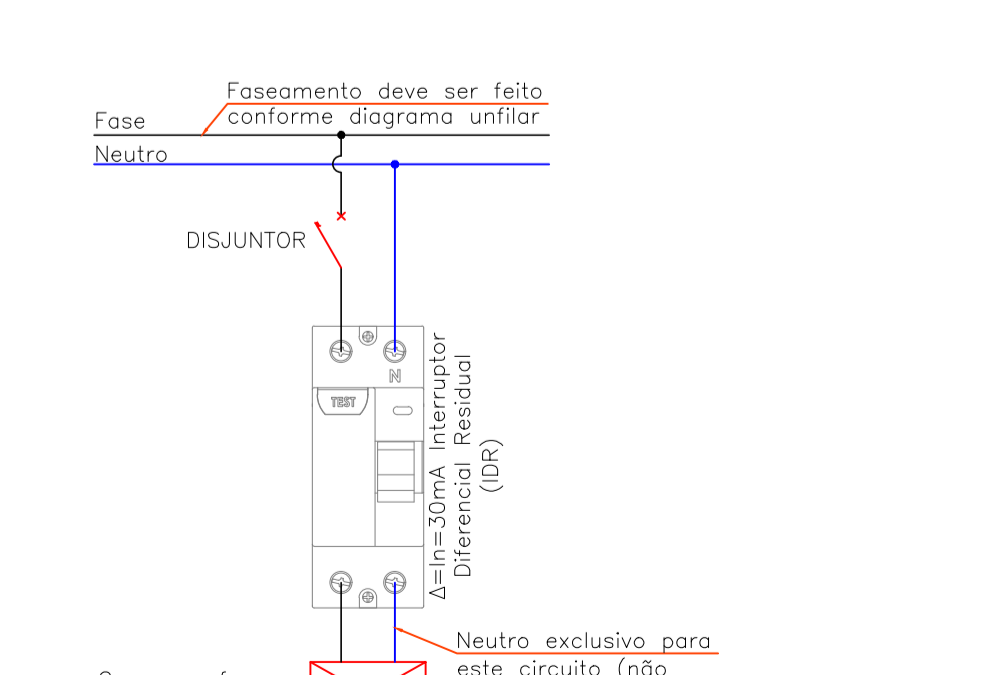 Faseamento deve ser feito
conforme diagrama unfilar
Fase
Neutro
DISJUNTOR
N
TEST
Δ=In=30mA Interruptor
Diferencial Residual
(IDR)
Neutro exclusivo para
este circuito (não